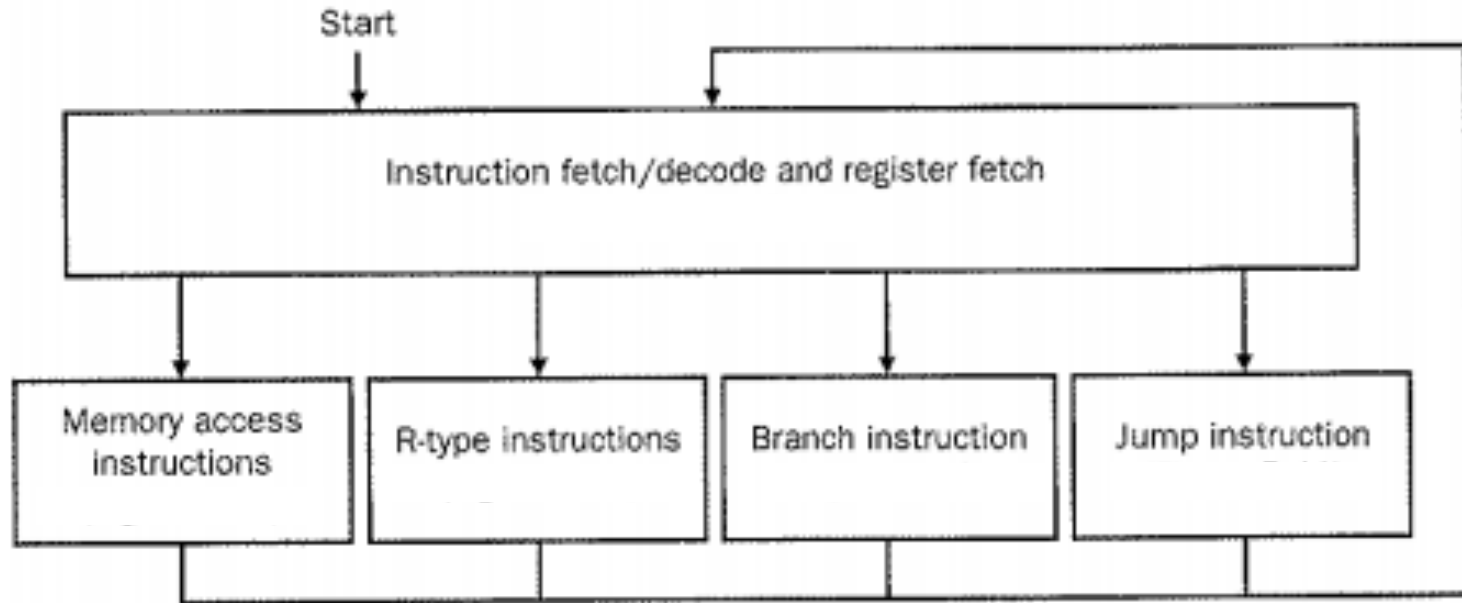 Start
Instruction fetch/decode and register fetch
Memory access
instructions
R-type instructions
Branch instruction
Jump instruction